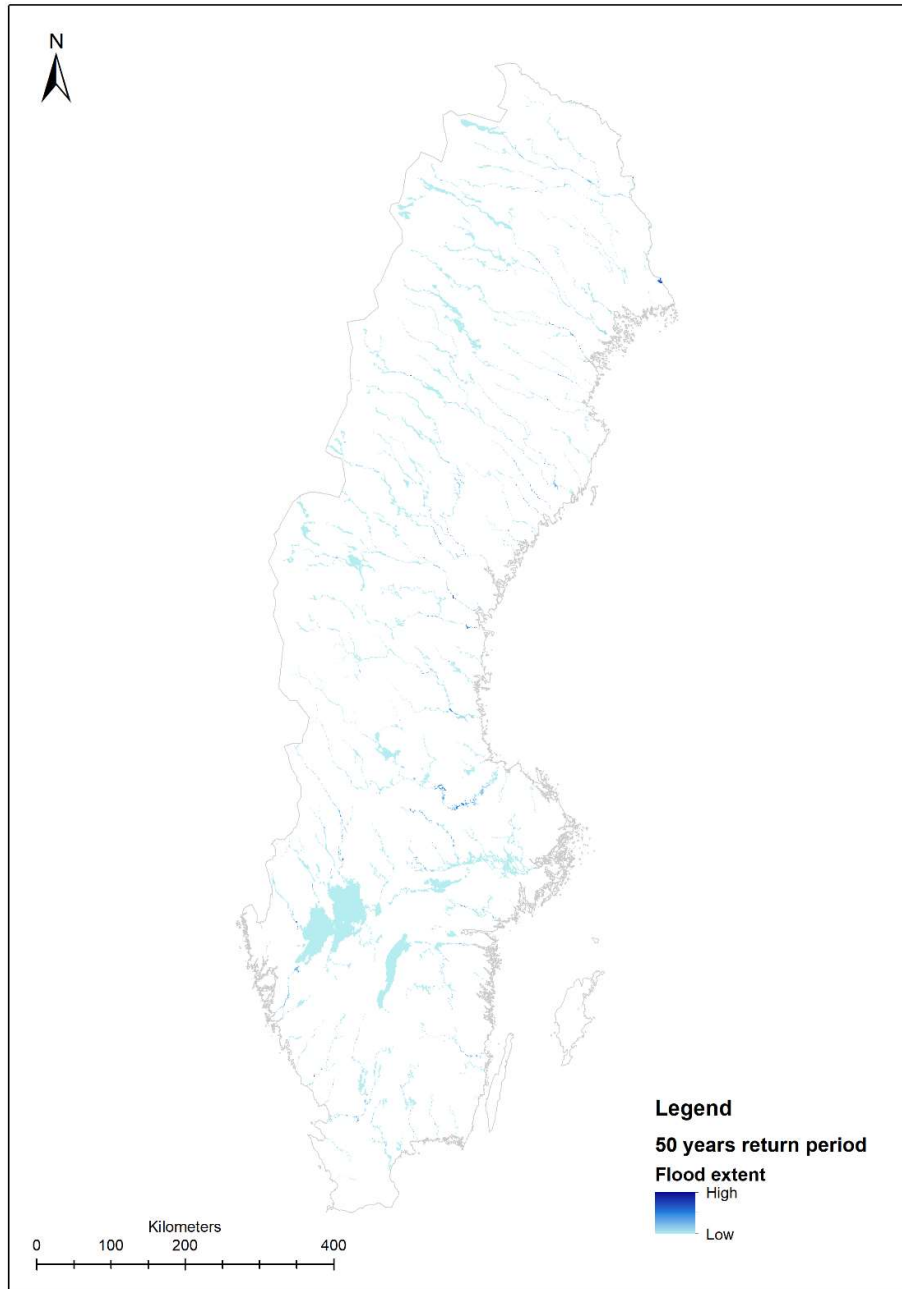 N
Legend
50 years return period
Flood extent
High
Low
Kilometers
0 100 200 400